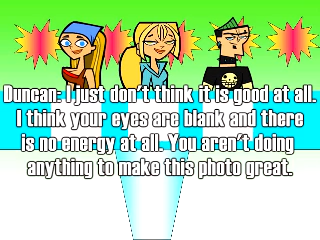 Duncan: I just don't think it is good at all.
I think your eyes are blank and there
is no energy at all. You aren't doing
anything to make this photo great.